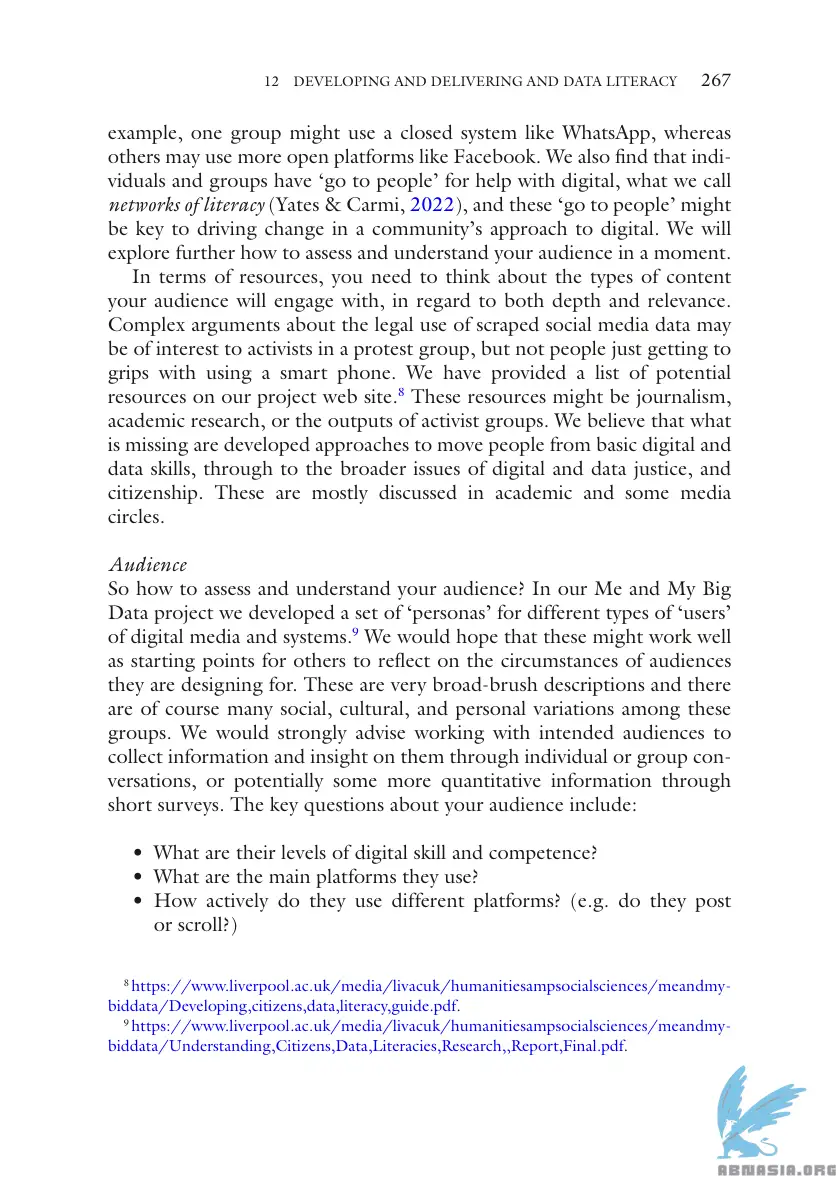 12 DEVELOPING AND DELIVERING AND DATA LITERACY 267
example, one group might use a closed system like WhatsApp, whereas
others may use more open platforms like Facebook. We also find that indi-
viduals and groups have ‘go to people’ for help with digital, what we call
networks of literacy (Yates & Carmi, 2022), and these ‘go to people’ might
be key to driving change in a community’s approach to digital. We will
explore further how to assess and understand your audience in a moment.
In terms of resources, you need to think about the types of content
your audience will engage with, in regard to both depth and relevance.
Complex arguments about the legal use of scraped social media data may
be of interest to activists in a protest group, but not people just getting to
grips with using a smart phone. We have provided a list of potential
resources on our project web site.8 These resources might be journalism,
academic research, or the outputs of activist groups. We believe that what
is missing are developed approaches to move people from basic digital and
data skills, through to the broader issues of digital and data justice, and
citizenship. These are mostly discussed in academic and some media
circles.
Audience
So how to assess and understand your audience? In our Me and My Big
Data project we developed a set of ‘personas’ for different types of ‘users’
of digital media and systems.9 We would hope that these might work well
as starting points for others to reflect on the circumstances of audiences
they are designing for. These are very broad-brush descriptions and there
are of course many social, cultural, and personal variations among these
groups. We would strongly advise working with intended audiences to
collect information and insight on them through individual or group con-
versations, or potentially some more quantitative information through
short surveys. The key questions about your audience include:
• What are their levels of digital skill and competence?
• What are the main platforms they use?
• How actively do they use different platforms? (e.g. do they post
or scroll?)
8 https://www.liverpool.ac.uk/media/livacuk/humanitiesampsocialsciences/meandmy-
biddata/Developing,citizens,data,literacy,guide.pdf.
9 https://www.liverpool.ac.uk/media/livacuk/humanitiesampsocialsciences/meandmy-
biddata/Understanding,Citizens,Data,Literacies,Research,,Report,Final.pdf.
ABNASIA.ORG